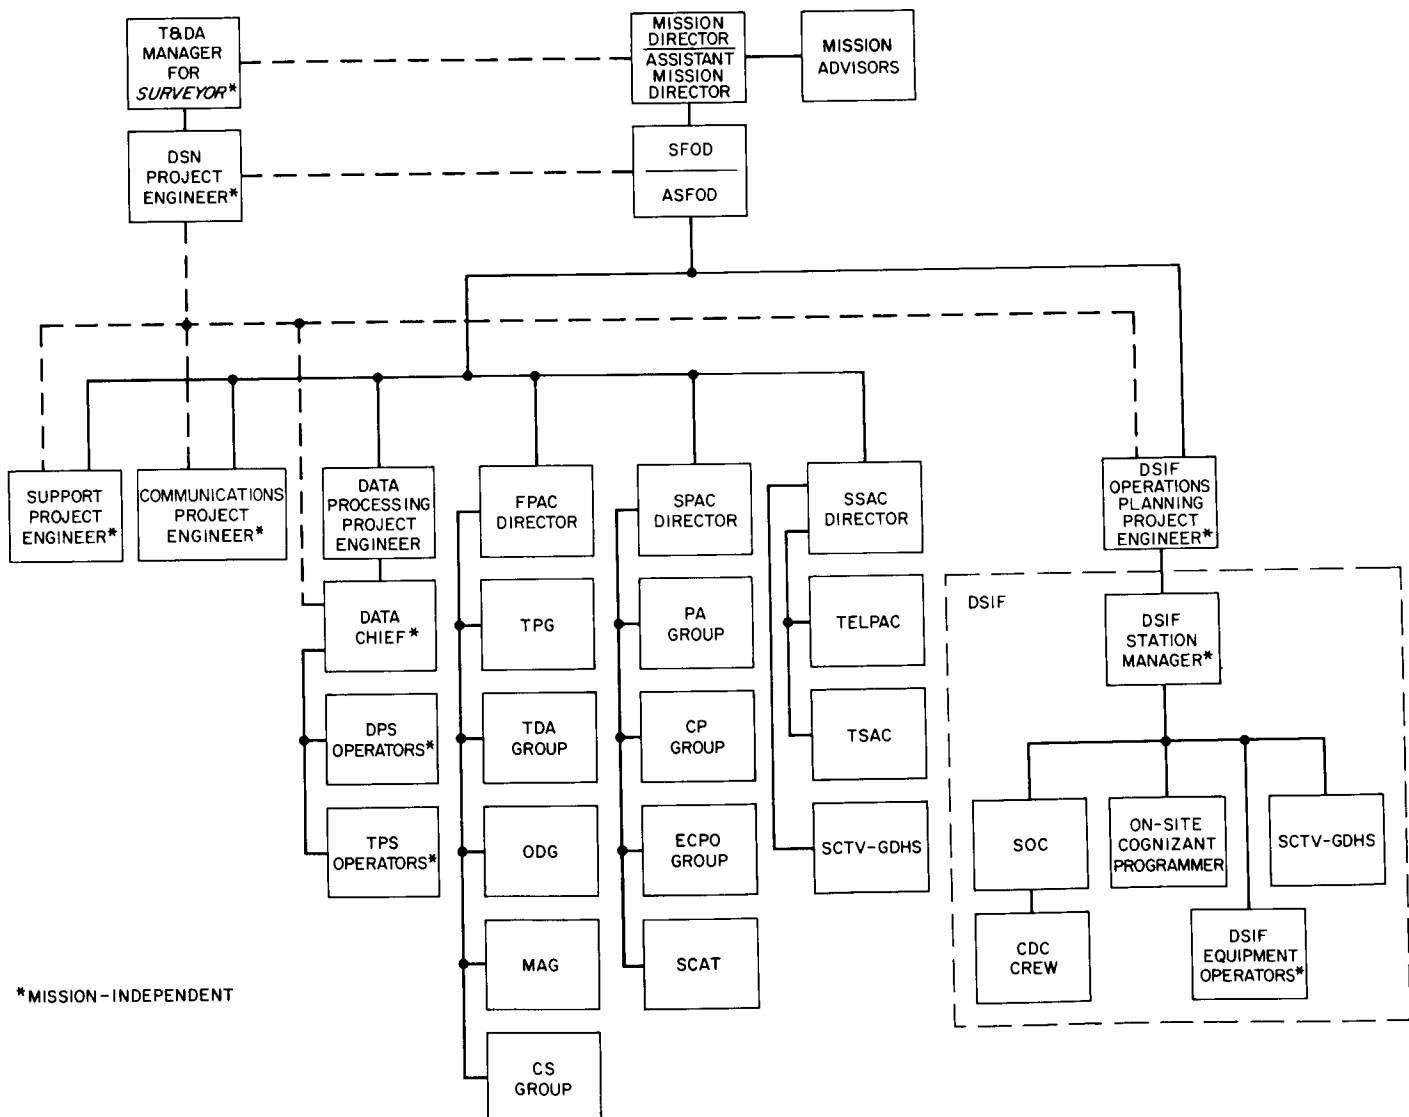 T&DA
MANAGER
FOR
SURVEYOR*
MISSION
DIRECTOR
ASSISTANT
MISSION
DIRECTOR
MISSION
ADVISORS
DSN
PROJECT
ENGINEER*
SFOD
ASFOD
SUPPORT
PROJECT
ENGINEER*
COMMUNICATIONS
PROJECT
ENGINEER*
DATA
PROCESSING
PROJECT
ENGINEER
FPAC
DIRECTOR
SPAC
DIRECTOR
SSAC
DIRECTOR
DSIF
OPERATIONS
PLANNING
PROJECT
ENGINEER*
DATA
CHIEF*
TPG
PA
GROUP
TELPAC
DSIF
DSIF
STATION
MANAGER*
DPS
OPERATORS*
TDA
GROUP
CP
GROUP
TSAC
TPS
OPERATORS*
ODG
ECPO
GROUP
SCTV-GDHS
SOC
ON-SITE
COGNIZANT
PROGRAMMER
SCTV-GDHS
MAG
SCAT
CDC
CREW
DSIF
EQUIPMENT
OPERATORS*
*MISSION-INDEPENDENT
CS
GROUP